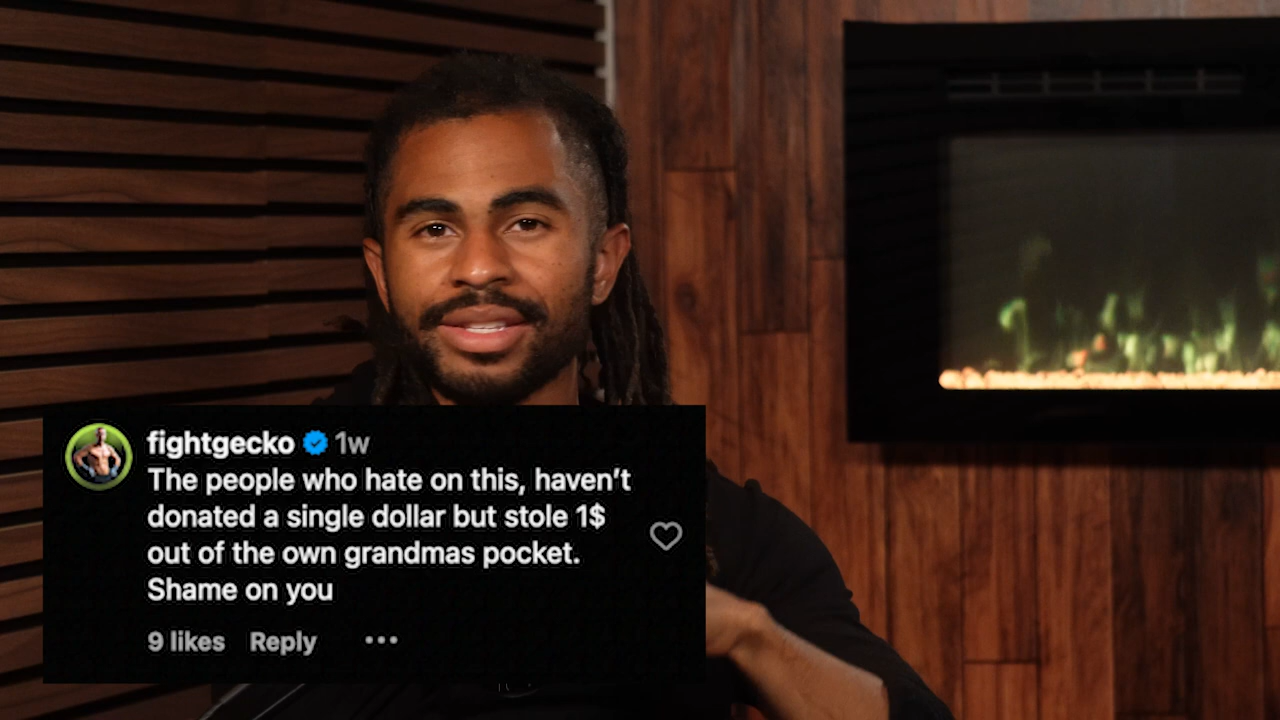 fightgecko 1w
The people who hate on this, haven’t
donated a single dollar but stole 1$
out of the own grandmas pocket.
Shame on you
9 likes Reply